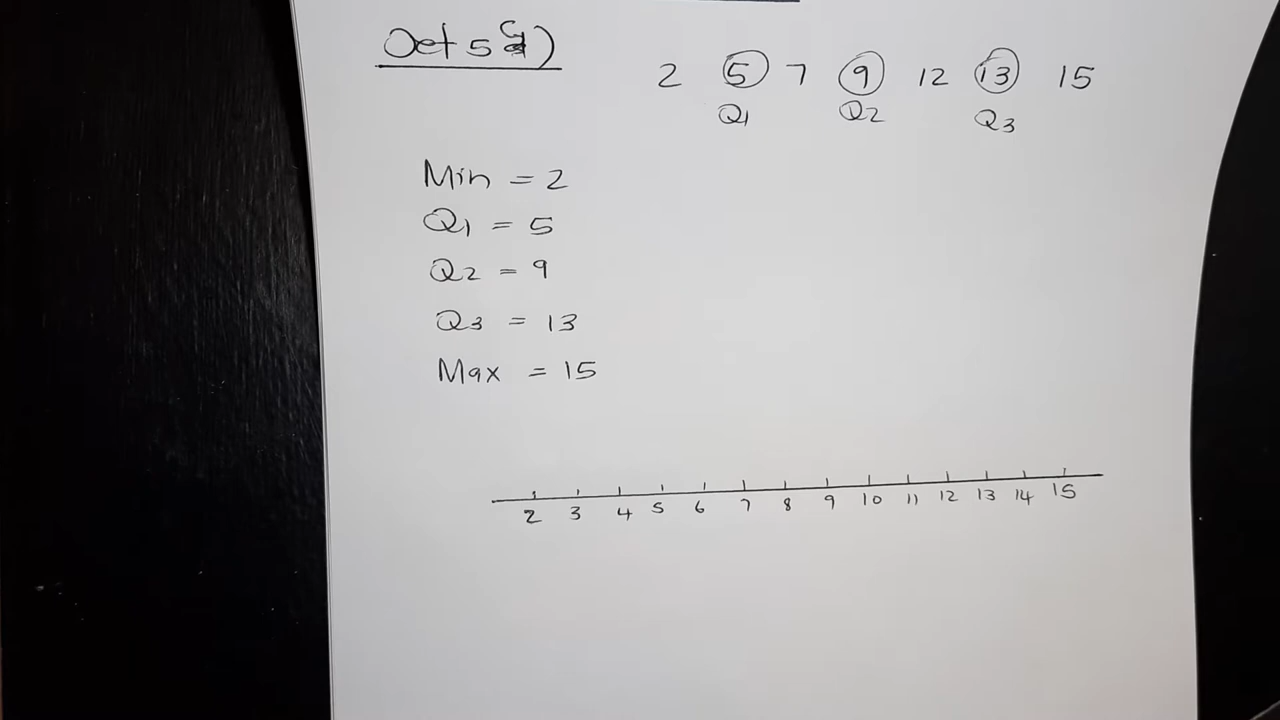 2 5 7 9 12 13 15
Q1 Q2 Q3
Min = 2
Q1 = 5
Q2 = 9
Q3 = 13
Max = 15
2 3 4 5 6 7 8 9 10 11 12 13 14 15